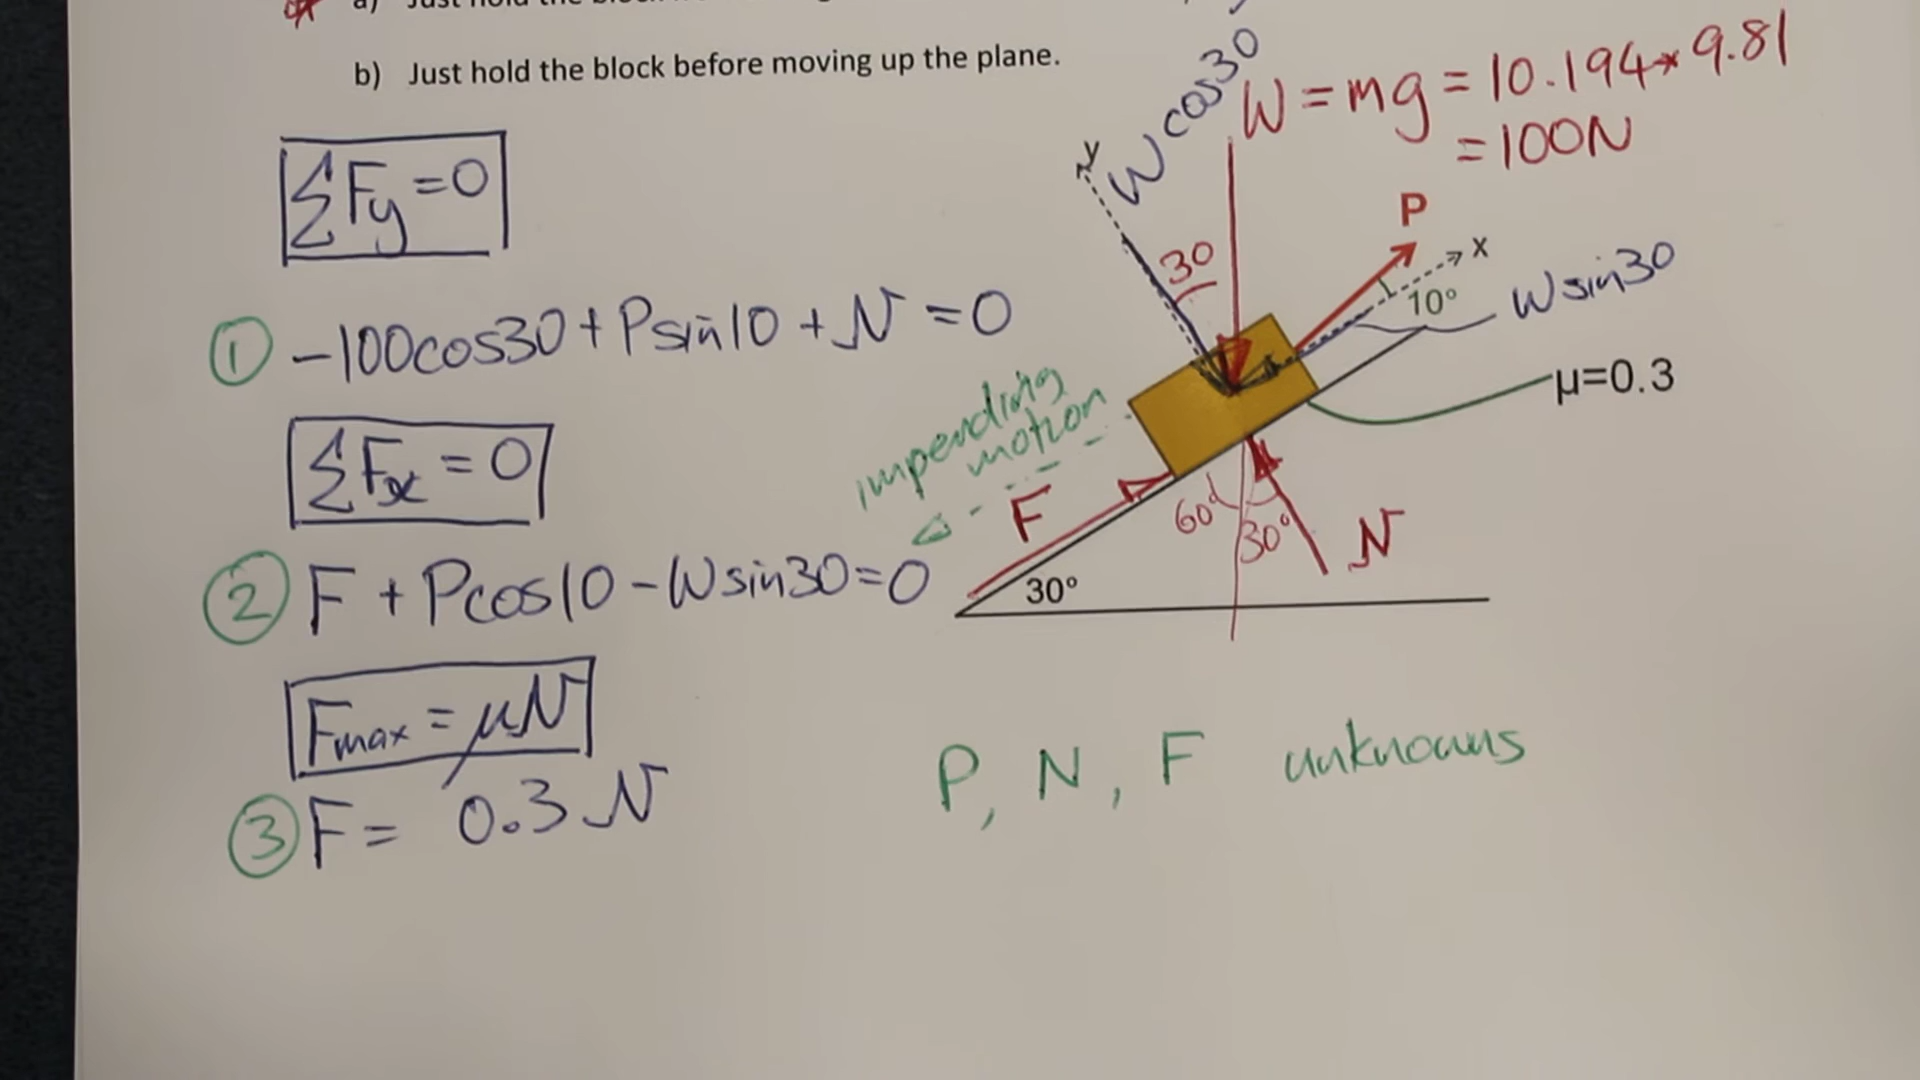 b) Just hold the block before moving up the plane.
ΣFy = 0
① -100cos30 + Psin10 + N = 0
ΣFx = 0
② F + Pcos10 - Wsin30 = 0
Fmax = μN
③ F = 0.3 N
W = mg = 10.194 * 9.81
= 100N
W cos30
y
30
P
x
10°
W sin30
μ=0.3
impending
motion
F
60°
30°
N
30°
P, N, F unknowns